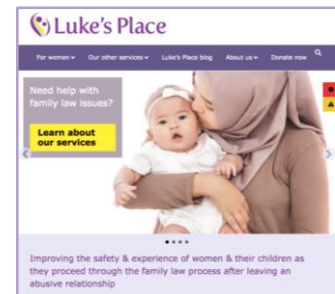 Luke's Place
For women Our other services Luke's Place blog About us Donate now
Need help with
family law issues?
Learn about
our services
Improving the safety & experience of women & their children as
they proceed through the family law process after leaving an
abusive relationship